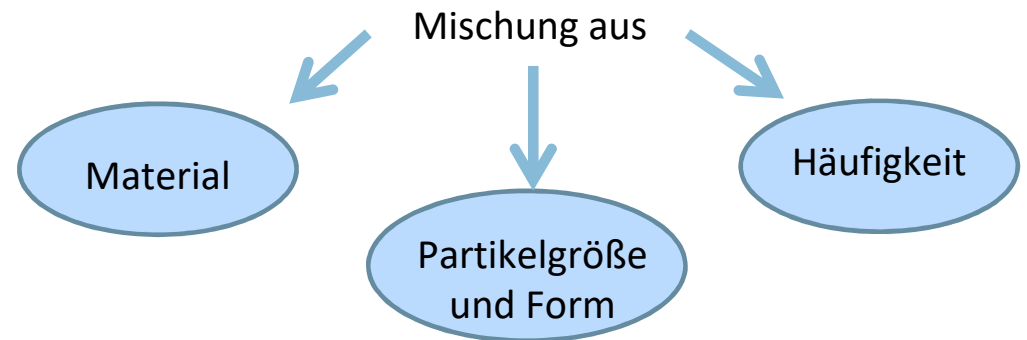 Mischung aus
Material
Partikelgröße
und Form
Häufigkeit